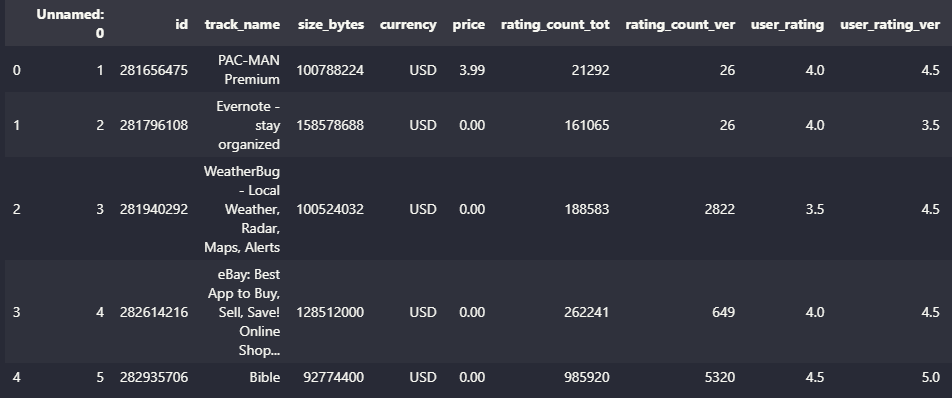 Unnamed: 0 id track_name size_bytes currency price rating_count_tot rating_count_ver user_rating user_rating_ver
0 1 281656475 PAC-MAN Premium 100788224 USD 3.99 21292 26 4.0 4.5
1 2 281796108 Evernote - stay organized 158578688 USD 0.00 161065 26 4.0 3.5
2 3 281940292 WeatherBug - Local Weather, Radar, Maps, Alerts 100524032 USD 0.00 188583 2822 3.5 4.5
3 4 282614216 eBay: Best App to Buy, Sell, Save! Online Shop... 128512000 USD 0.00 262241 649 4.0 4.5
4 5 282935706 Bible 92774400 USD 0.00 985920 5320 4.5 5.0